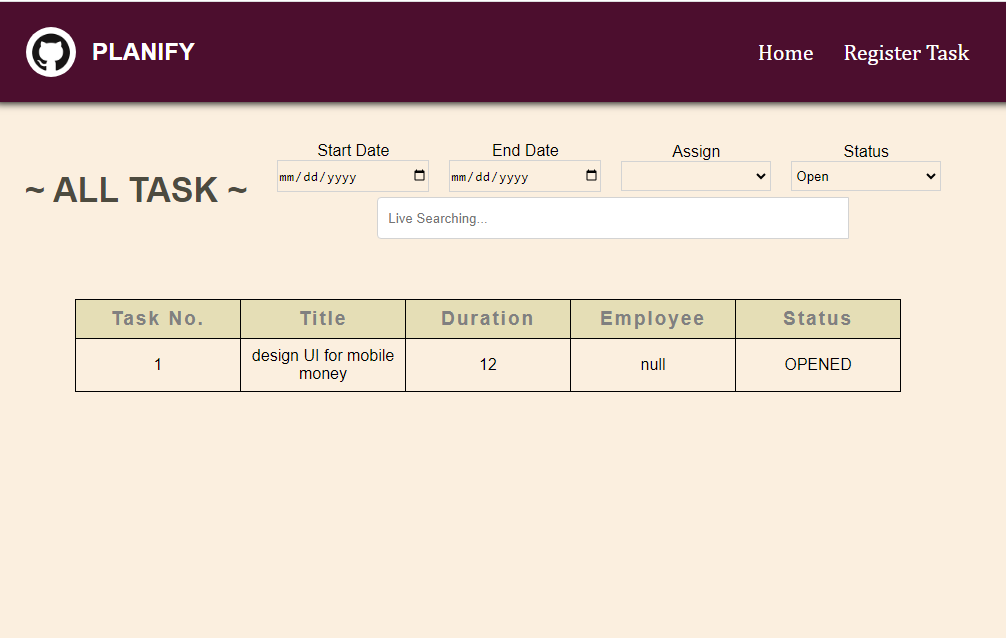 PLANIFY
Home Register Task
Start Date End Date Assign Status
~ ALL TASK ~
mm/dd/yyyy mm/dd/yyyy Open
Live Searching...
Task No. Title Duration Employee Status
1 design UI for mobile money 12 null OPENED